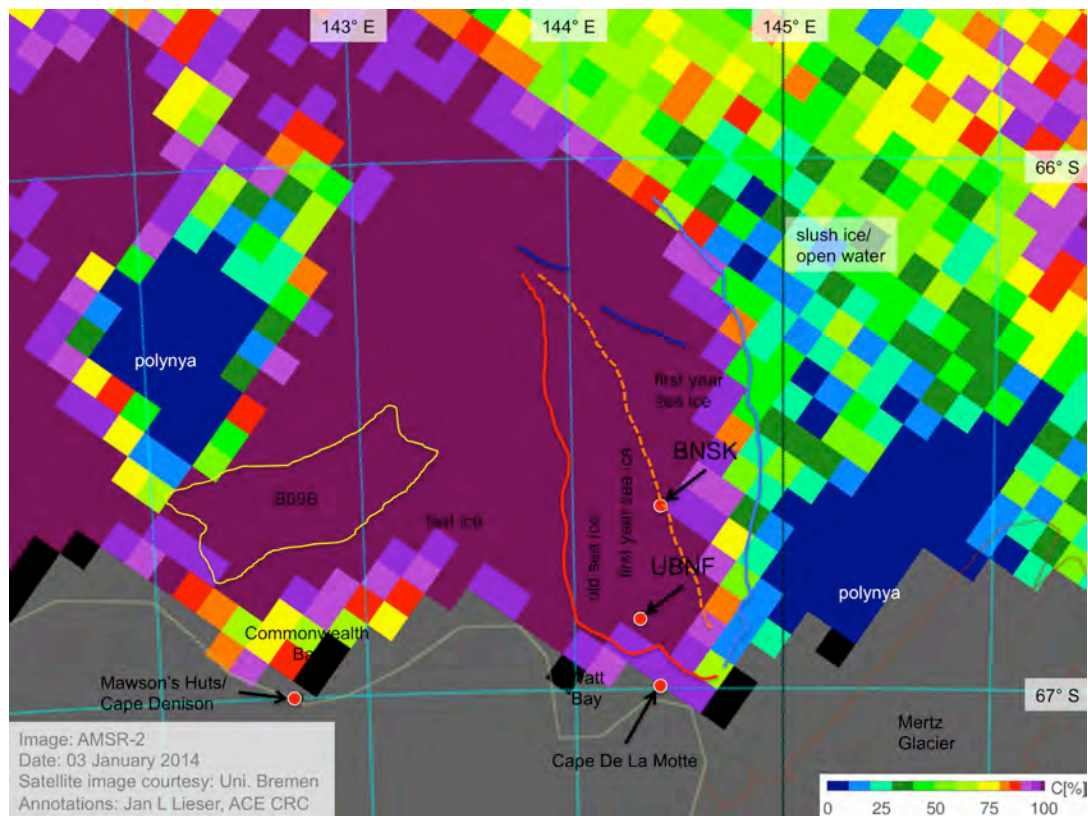 143° E
144° E
145° E
66° S
slush ice/
open water
polynya
first year
sea ice
BNSK
B09B
fast ice
old sea ice
first year sea ice
UBNF
polynya
Commonwealth
Mawson's Huts/
Cape Denison
Bay
67° S
Mertz
Glacier
Cape De La Motte
Image: AMSR-2
Date: 03 January 2014
Satellite image courtesy: Uni. Bremen
Annotations: Jan L Lieser, ACE CRC
C[%]
0 25 50 75 100